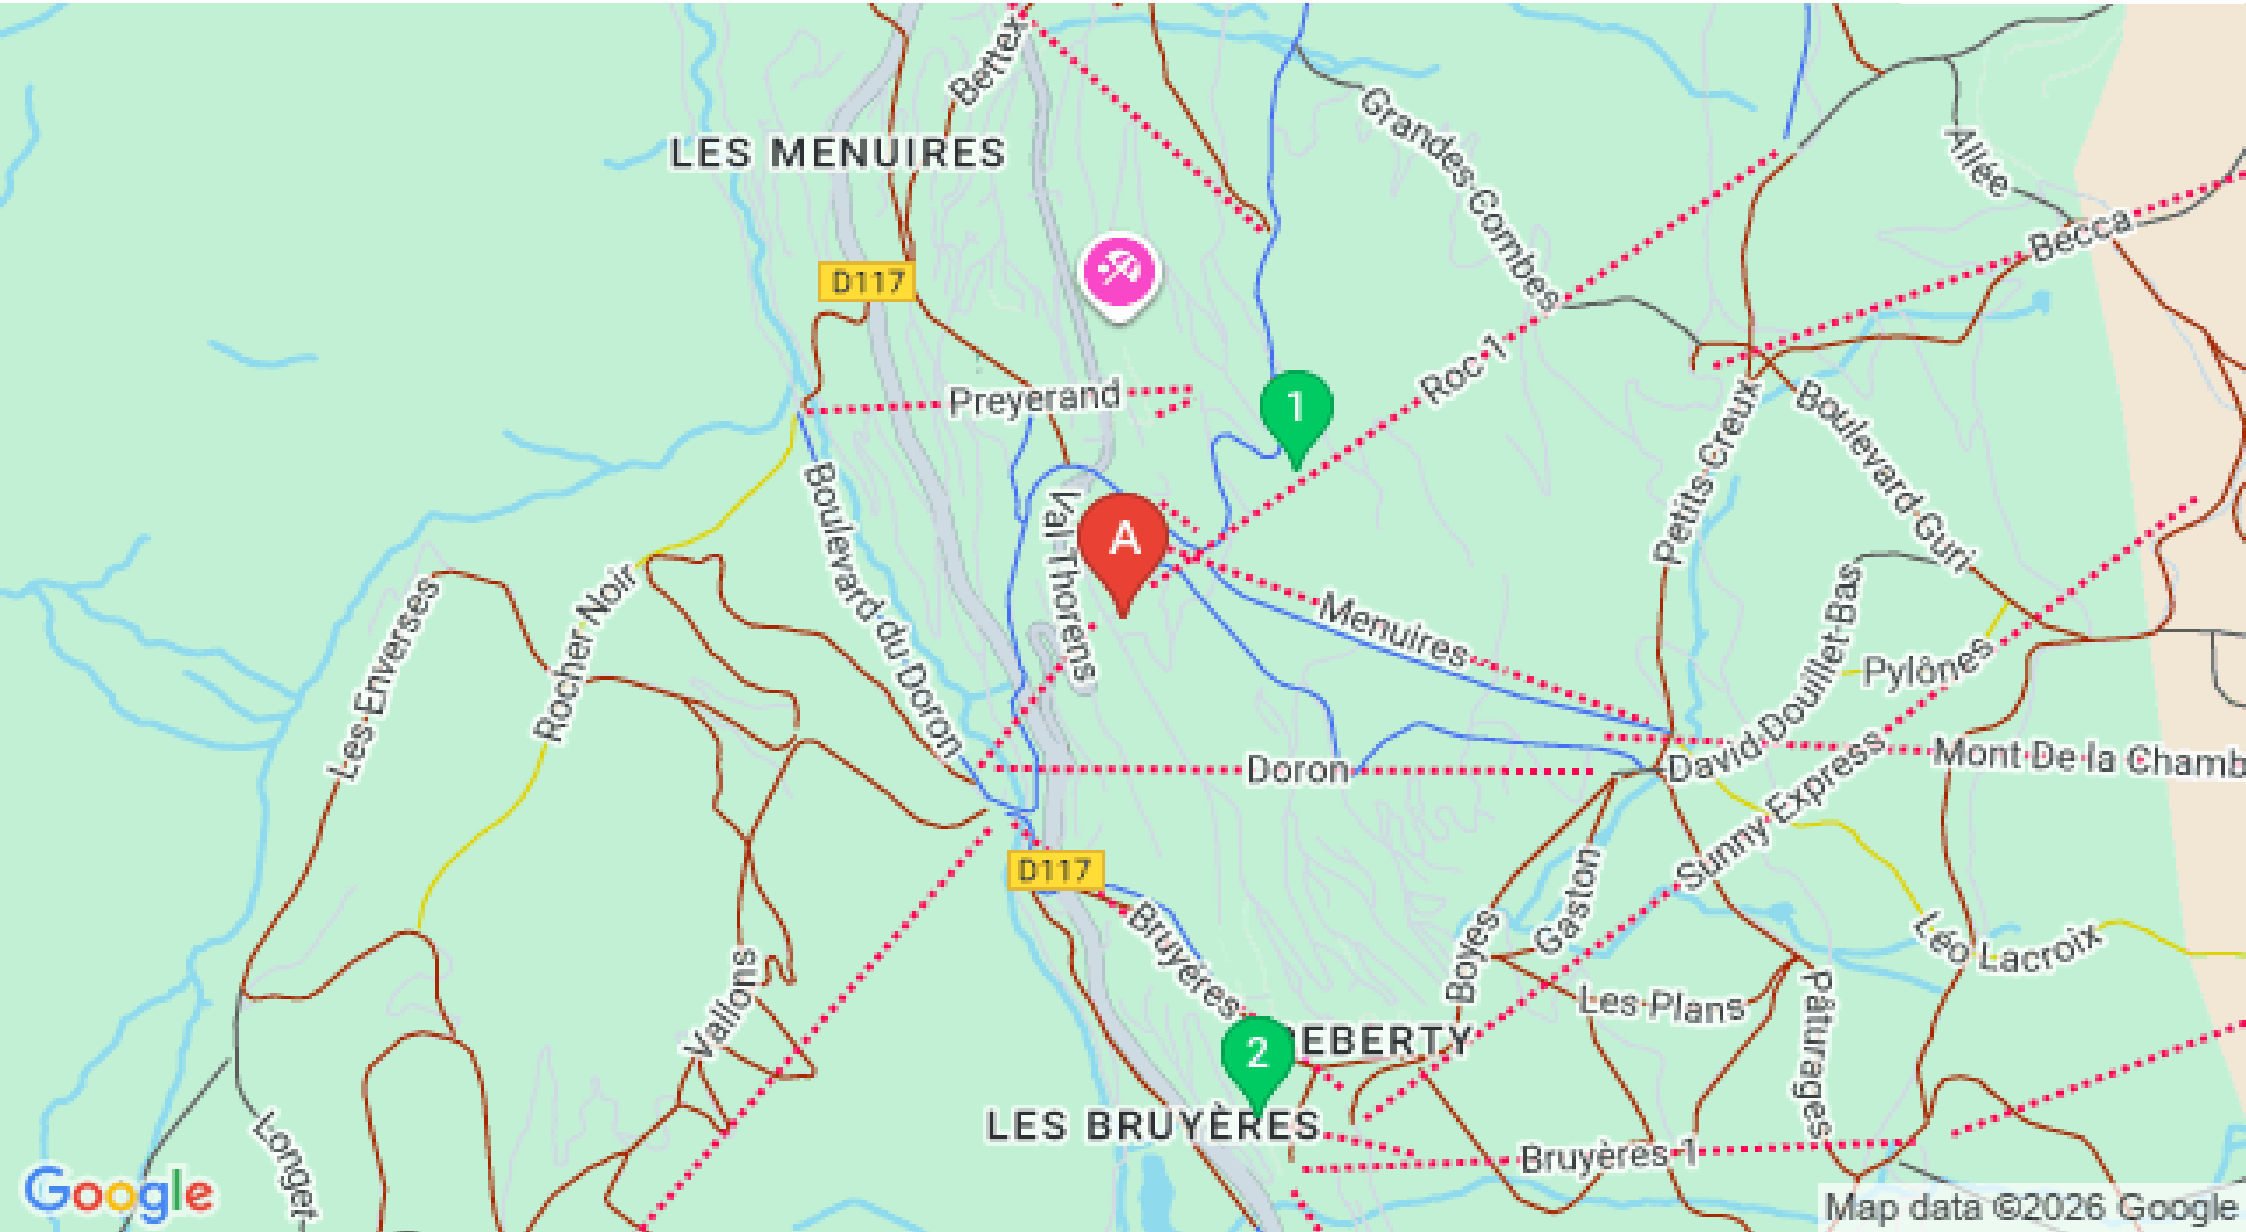 Bettex
LES MENUIRES
Grandes Combes
Allée
Becca
D117
Roc 1
Preyerand
1
Petits Creux
Boulevard Guri
Val Thorens
A
Boulevard du Doron
Les Enverses
Rocher Noir
Menuires
David Douillet Bas
Pylônes
Doron
Mont De la Chamb
Sunny Express
D117
Bruyères
Gaston
Boyes
Léo Lacroix
Vallons
Les Plans
Pâturages
2
EBERTY
LES BRUYÈRES
Longet
Bruyères 1
Google
Map data ©2026 Google